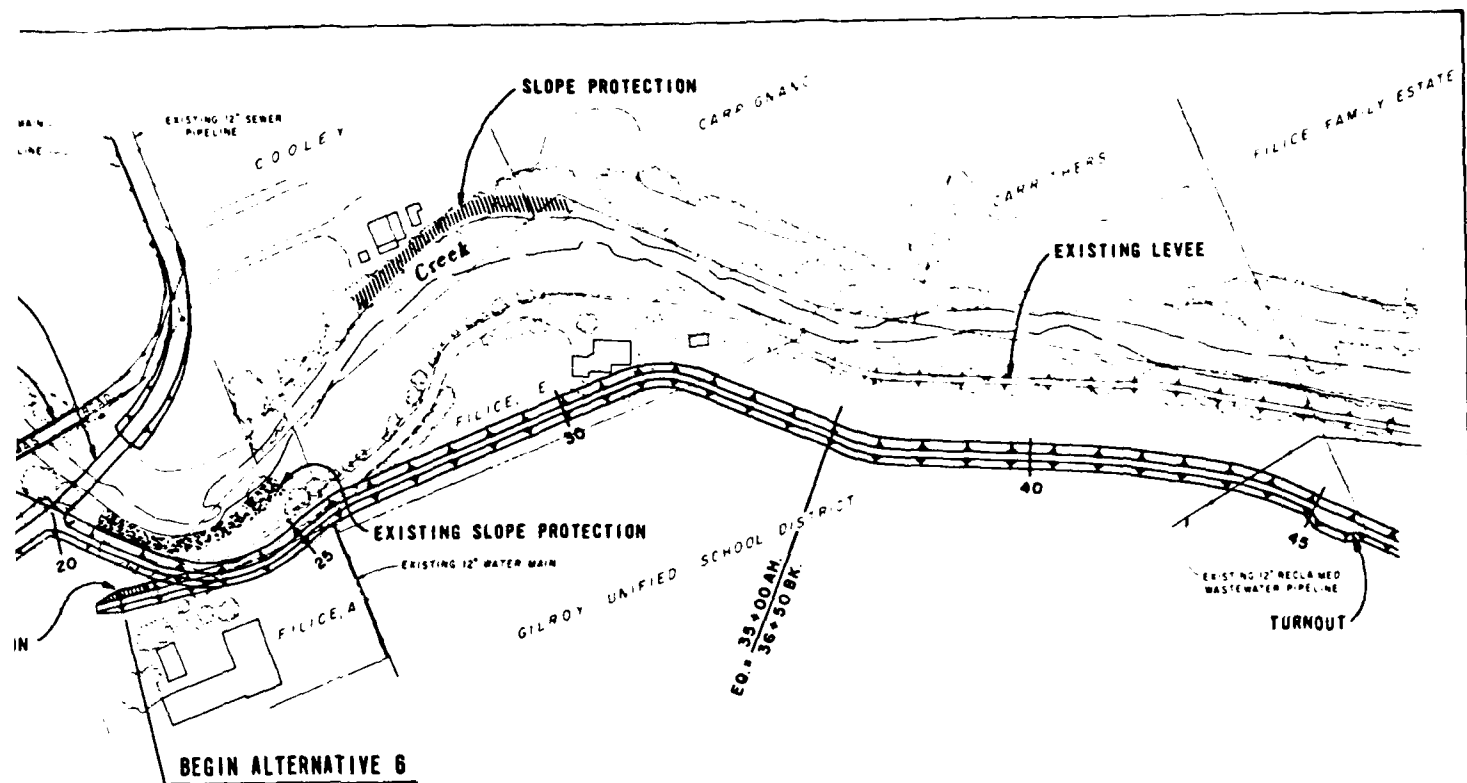 SLOPE PROTECTION
EXISTING 12" SEWER
PIPELINE
COOLEY
FILICE FAMILY ESTATE
Creek
EXISTING LEVEE
FILICE, E
30
40
EXISTING SLOPE PROTECTION
20
25
EXISTING 12" WATER MAIN
45
GILROY UNIFIED SCHOOL DISTRICT
EXISTING 12" RECLAIMED
WASTEWATER PIPELINE
TURNOUT
FILICE, A
EQ. = 35+00 AH.
36+50 BK.
BEGIN ALTERNATIVE 6